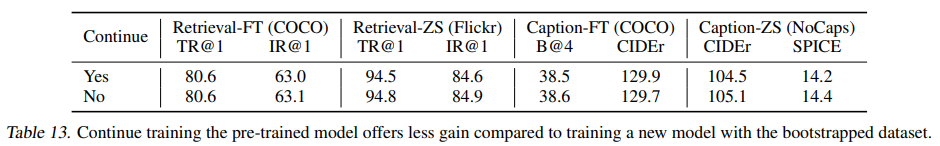 Continue Retrieval-FT (COCO) Retrieval-ZS (Flickr) Caption-FT (COCO) Caption-ZS (NoCaps)
TR@1 IR@1 TR@1 IR@1 B@4 CIDEr CIDEr SPICE
Yes 80.6 63.0 94.5 84.6 38.5 129.9 104.5 14.2
No 80.6 63.1 94.8 84.9 38.6 129.7 105.1 14.4
Table 13. Continue training the pre-trained model offers less gain compared to training a new model with the bootstrapped dataset.